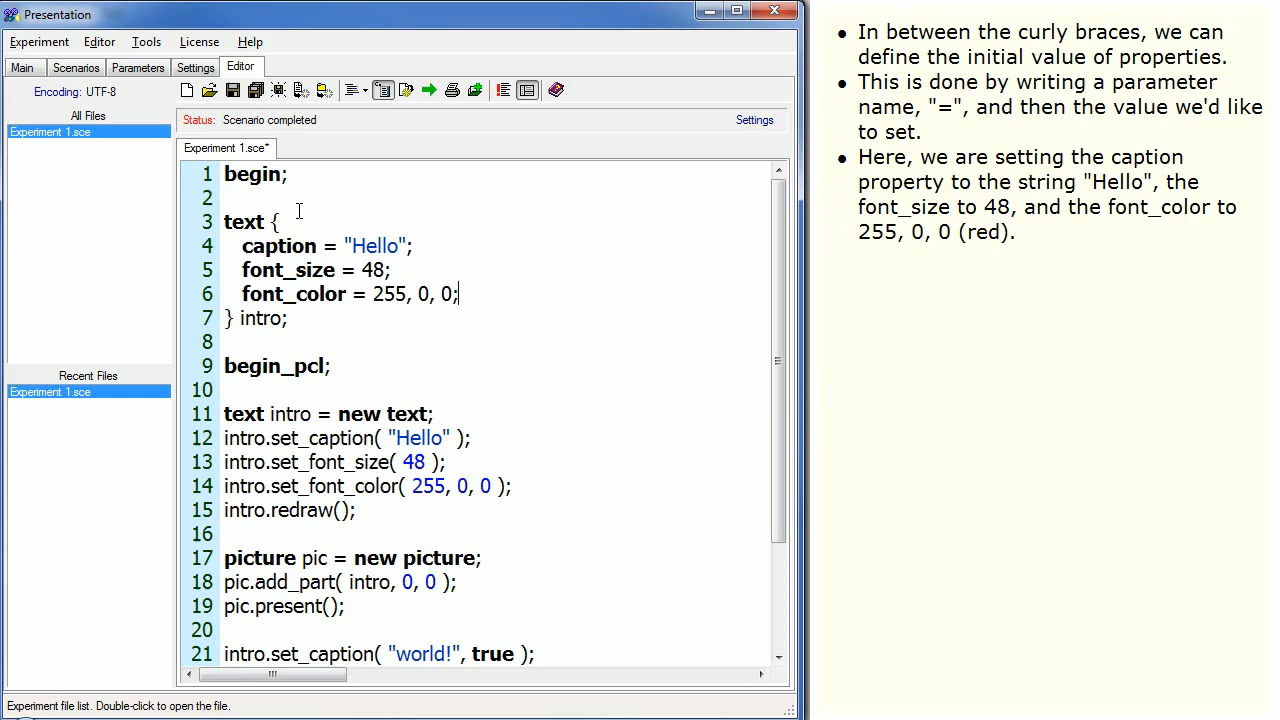 Presentation
Experiment Editor Tools License Help
Main Scenarios Parameters Settings Editor
Encoding: UTF-8
All Files
Experiment 1.sce
Recent Files
Experiment 1.sce
Status: Scenario completed Settings
Experiment 1.sce*
1 begin;
2
3 text {
4 caption = "Hello";
5 font_size = 48;
6 font_color = 255, 0, 0;
7 } intro;
8
9 begin_pcl;
10
11 text intro = new text;
12 intro.set_caption( "Hello" );
13 intro.set_font_size( 48 );
14 intro.set_font_color( 255, 0, 0 );
15 intro.redraw();
16
17 picture pic = new picture;
18 pic.add_part( intro, 0, 0 );
19 pic.present();
20
21 intro.set_caption( "world!", true );
Experiment file list. Double-click to open the file.
• In between the curly braces, we can
define the initial value of properties.
• This is done by writing a parameter
name, "=", and then the value we'd like
to set.
• Here, we are setting the caption
property to the string "Hello", the
font_size to 48, and the font_color to
255, 0, 0 (red).